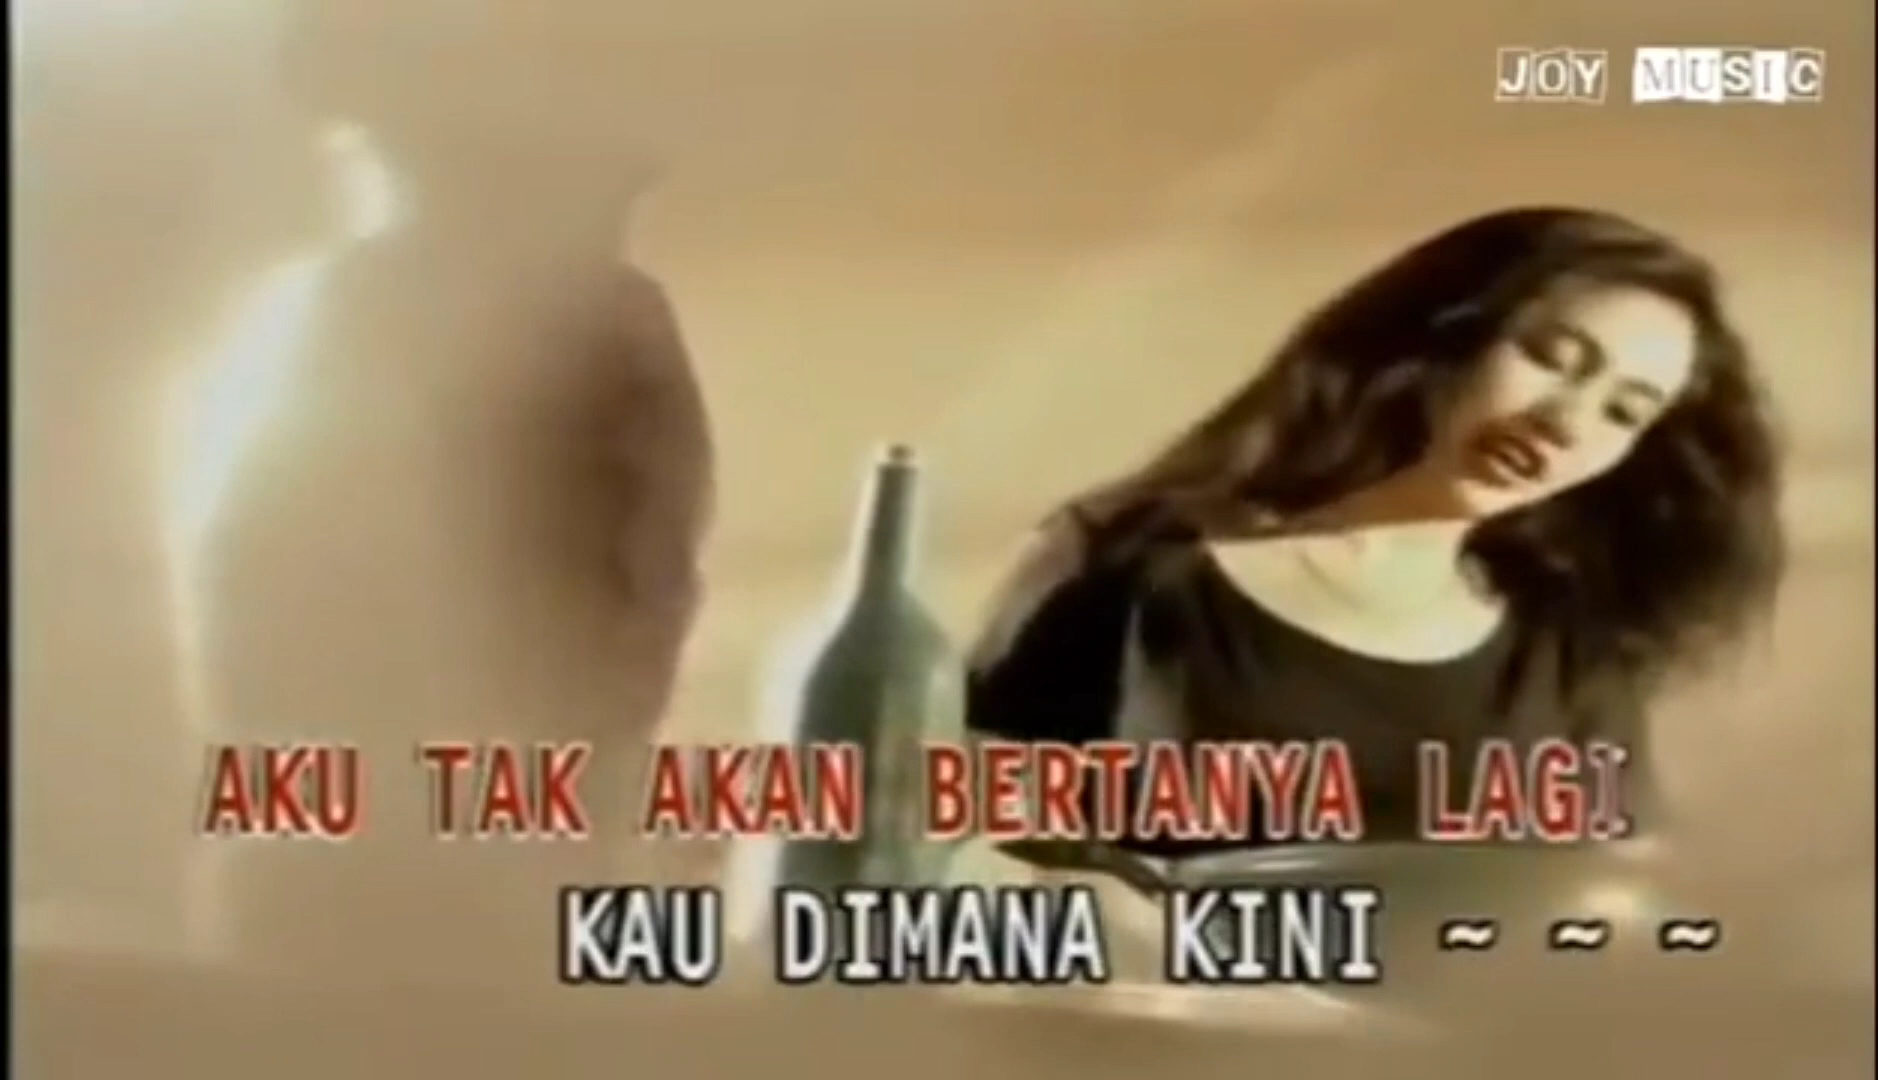 JOY MUSIC
AKU TAK AKAN BERTANYA LAGI
KAU DIMANA KINI ~ ~ ~